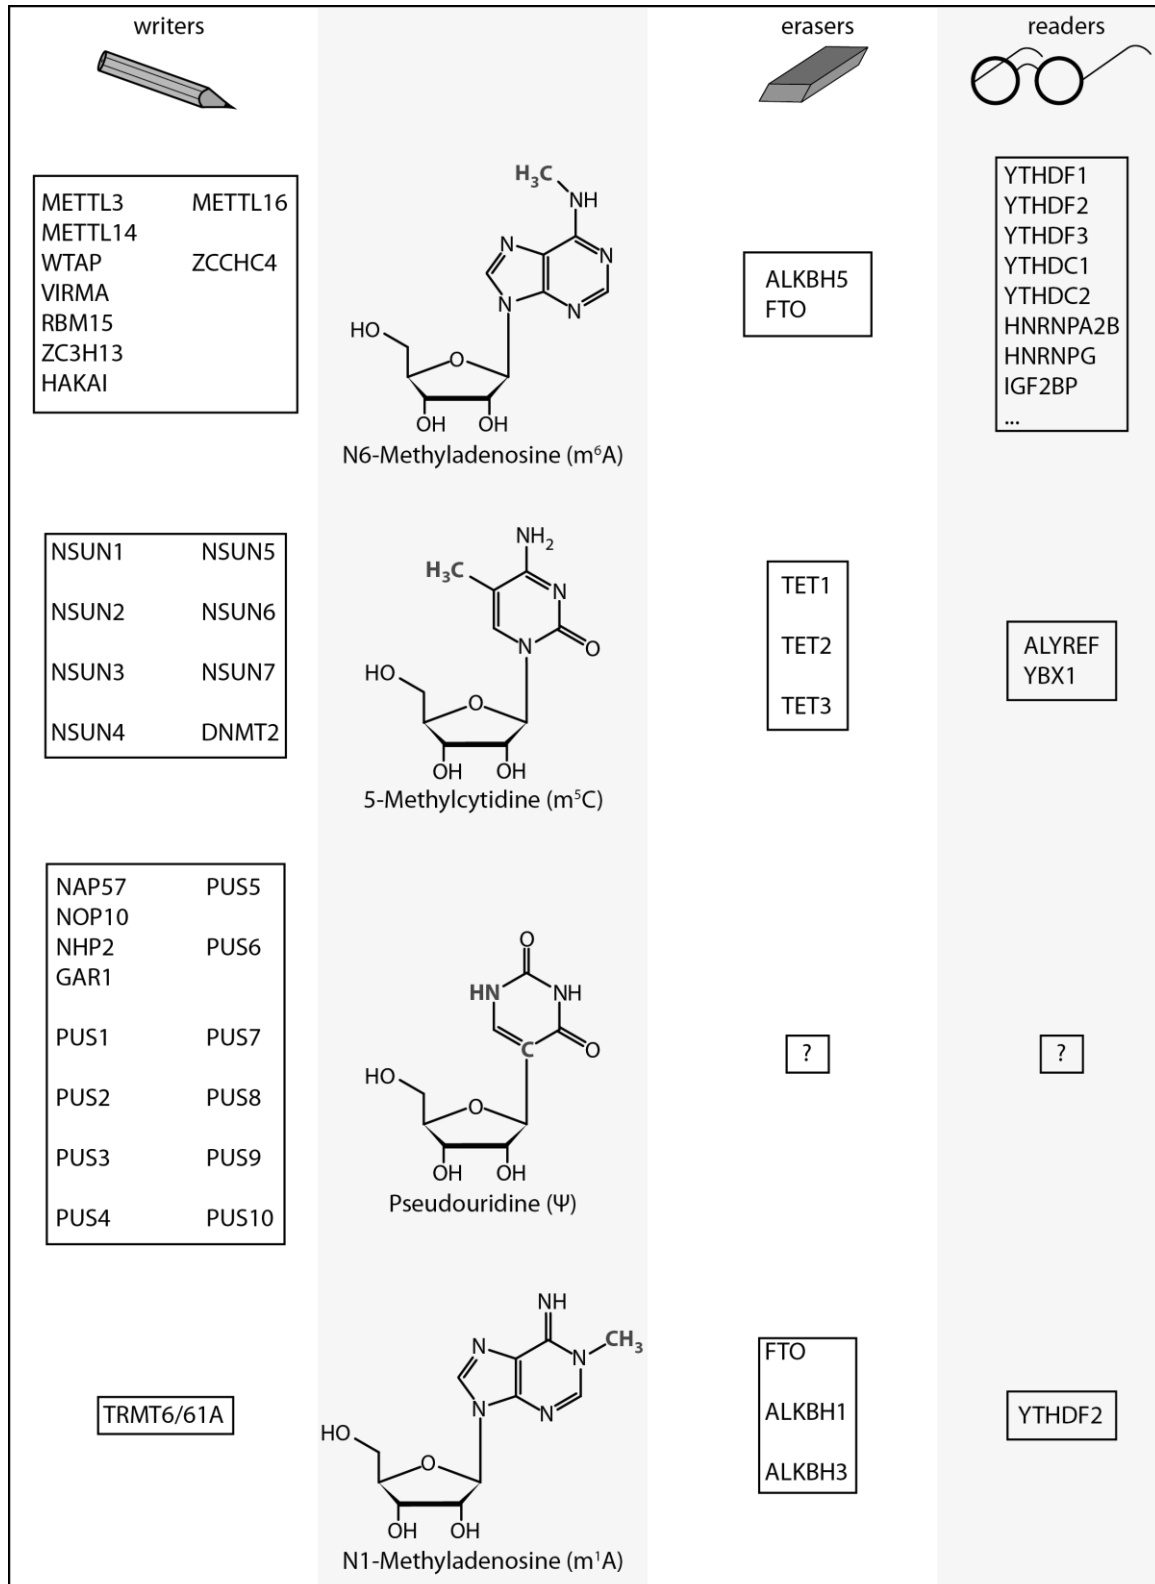 writers
erasers
readers
METTL3 METTL16
METTL14
WTAP ZCCHC4
VIRMA
RBM15
ZC3H13
HAKAI
H₃C
NH
N N
N N
HO
O
OH OH
N6-Methyladenosine (m⁶A)
ALKBH5
FTO
YTHDF1
YTHDF2
YTHDF3
YTHDC1
YTHDC2
HNRNPA2B
HNRNPG
IGF2BP
...
NSUN1 NSUN5
NSUN2 NSUN6
NSUN3 NSUN7
NSUN4 DNMT2
NH₂
H₃C
N
N O
HO
O
OH OH
5-Methylcytidine (m⁵C)
TET1
TET2
TET3
ALYREF
YBX1
NAP57 PUS5
NOP10
NHP2 PUS6
GAR1
PUS1 PUS7
PUS2 PUS8
PUS3 PUS9
PUS4 PUS10
O
HN NH
C O
HO
O
OH OH
Pseudouridine (Ψ)
?
?
TRMT6/61A
NH
N N CH₃
N N
HO
O
OH OH
N1-Methyladenosine (m¹A)
FTO
ALKBH1
ALKBH3
YTHDF2